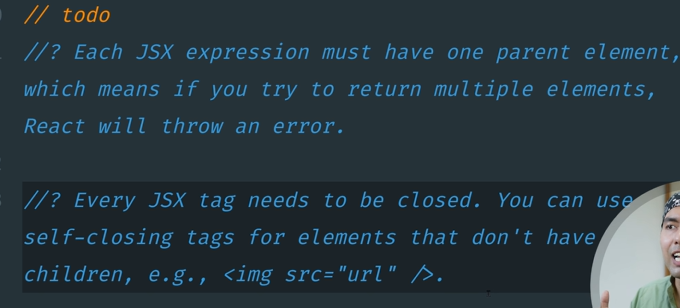 // todo
//? Each JSX expression must have one parent element,
which means if you try to return multiple elements,
React will throw an error.
//? Every JSX tag needs to be closed. You can use
self-closing tags for elements that don't have
children, e.g., <img src="url" />.